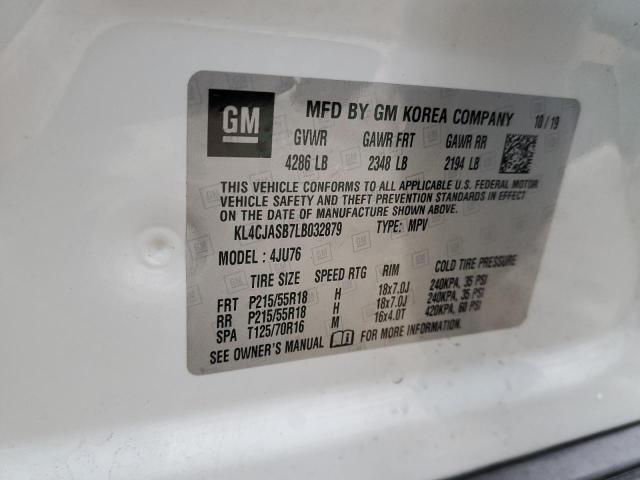 GM
MFD BY GM KOREA COMPANY 10/19
GVWR GAWR FRT GAWR RR
4286 LB 2348 LB 2194 LB
THIS VEHICLE CONFORMS TO ALL APPLICABLE U.S. FEDERAL MOTOR
VEHICLE SAFETY AND THEFT PREVENTION STANDARDS IN EFFECT
ON THE DATE OF MANUFACTURE SHOWN ABOVE.
KL4CJASB7LB032879 TYPE: MPV
MODEL : 4JU76
TIRE SIZE SPEED RTG RIM COLD TIRE PRESSURE
FRT P215/55R18 H 18x7.0J 240KPA, 35 PSI
RR P215/55R18 H 18x7.0J 240KPA, 35 PSI
SPA T125/70R16 M 16x4.0T 420KPA, 60 PSI
SEE OWNER'S MANUAL FOR MORE INFORMATION.